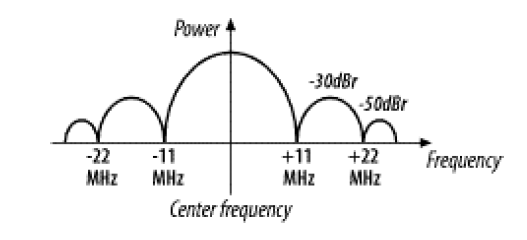 Power
-30dBr
-50dBr
-22 MHz
-11 MHz
+11 MHz
+22 MHz
Frequency
Center frequency